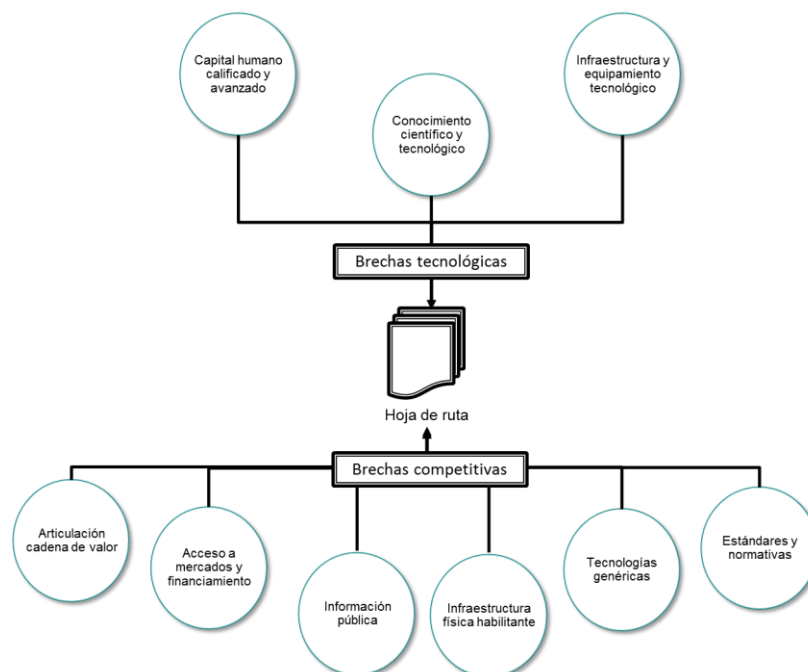 Capital humano
calificado y
avanzado
Conocimiento
científico y
tecnológico
Infraestructura y
equipamiento
tecnológico
Brechas tecnológicas
Hoja de ruta
Brechas competitivas
Articulación
cadena de valor
Acceso a
mercados y
financiamiento
Información
pública
Infraestructura
física habilitante
Tecnologías
genéricas
Estándares y
normativas